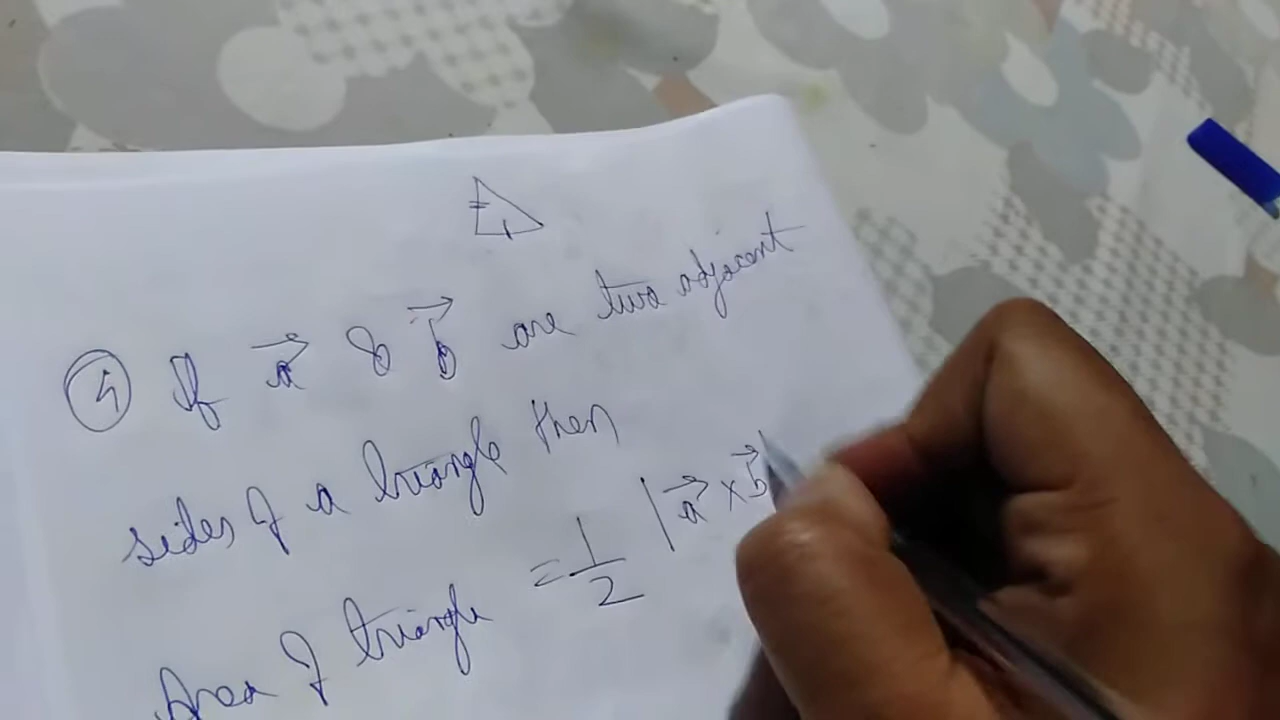 ④ If a⃗ & b⃗ are two adjacent
sides of a triangle then
Area of triangle = 1/2 |a⃗ × b⃗|